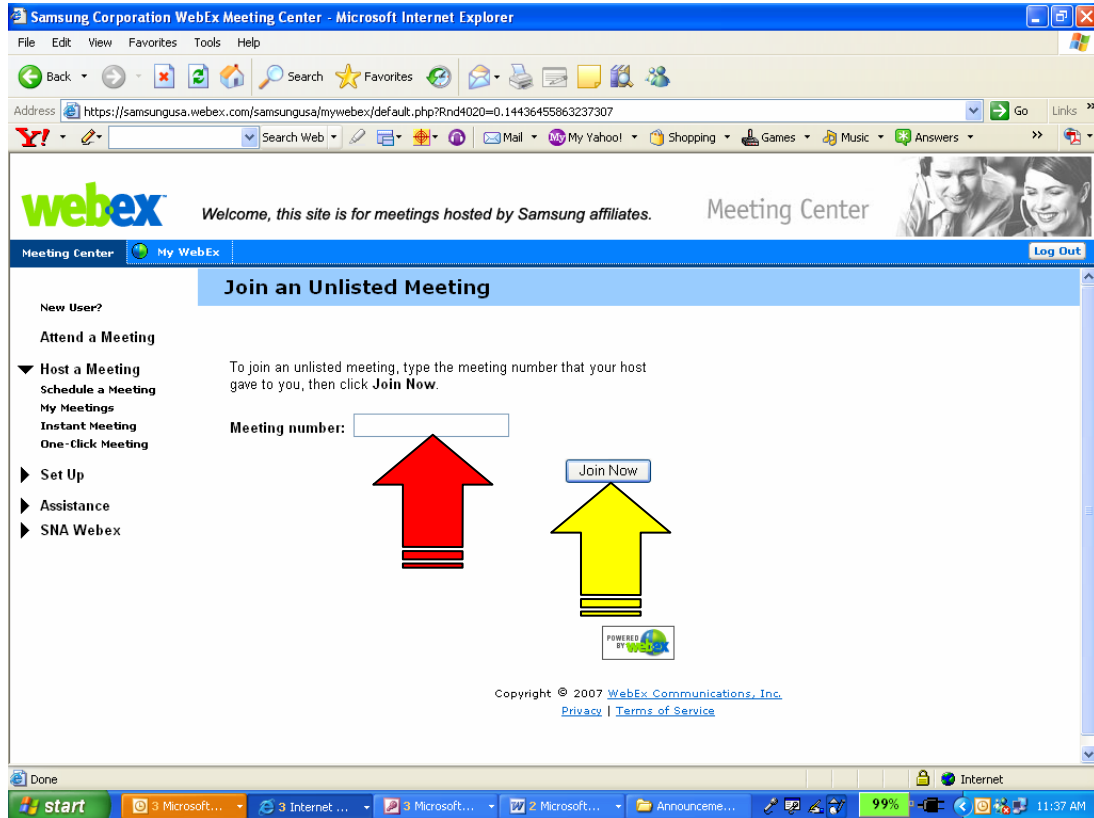 Samsung Corporation WebEx Meeting Center - Microsoft Internet Explorer
File Edit View Favorites Tools Help
Back Search Favorites
Address https://samsungusa.webex.com/samsungusa/mywebex/default.php?Rnd4020=0.14436455863237307 Go Links »
Y! Search Web Mail My Yahoo! Shopping Games Music Answers »
webex Welcome, this site is for meetings hosted by Samsung affiliates. Meeting Center
Meeting Center My WebEx Log Out
Join an Unlisted Meeting
New User?
Attend a Meeting
Host a Meeting
Schedule a Meeting
My Meetings
Instant Meeting
One-Click Meeting
Set Up
Assistance
SNA Webex
To join an unlisted meeting, type the meeting number that your host
gave to you, then click Join Now.
Meeting number:
Join Now
POWERED
BY webex
Copyright © 2007 WebEx Communications, Inc.
Privacy | Terms of Service
Done Internet
start 3 Microsoft... 3 Internet ... 3 Microsoft... 2 Microsoft... Announceme... 99% 11:37 AM